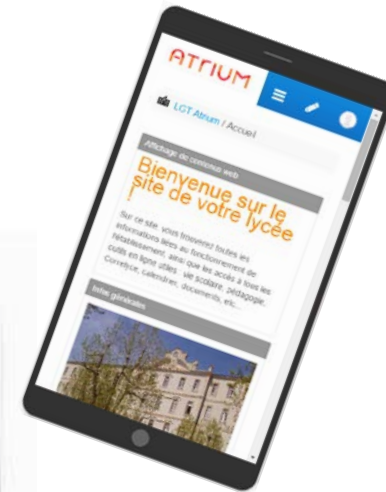 ATRIUM
LGT Atrium / Accueil
Affichage de contenus web
Bienvenue sur le
site de votre lycée
!
Sur ce site, vous trouverez toutes les
informations liées au fonctionnement de
l'établissement, ainsi que les accès à tous les
outils en ligne utiles : vie scolaire, pédagogie,
Correlyce, calendrier, documents, etc...
Infos générales